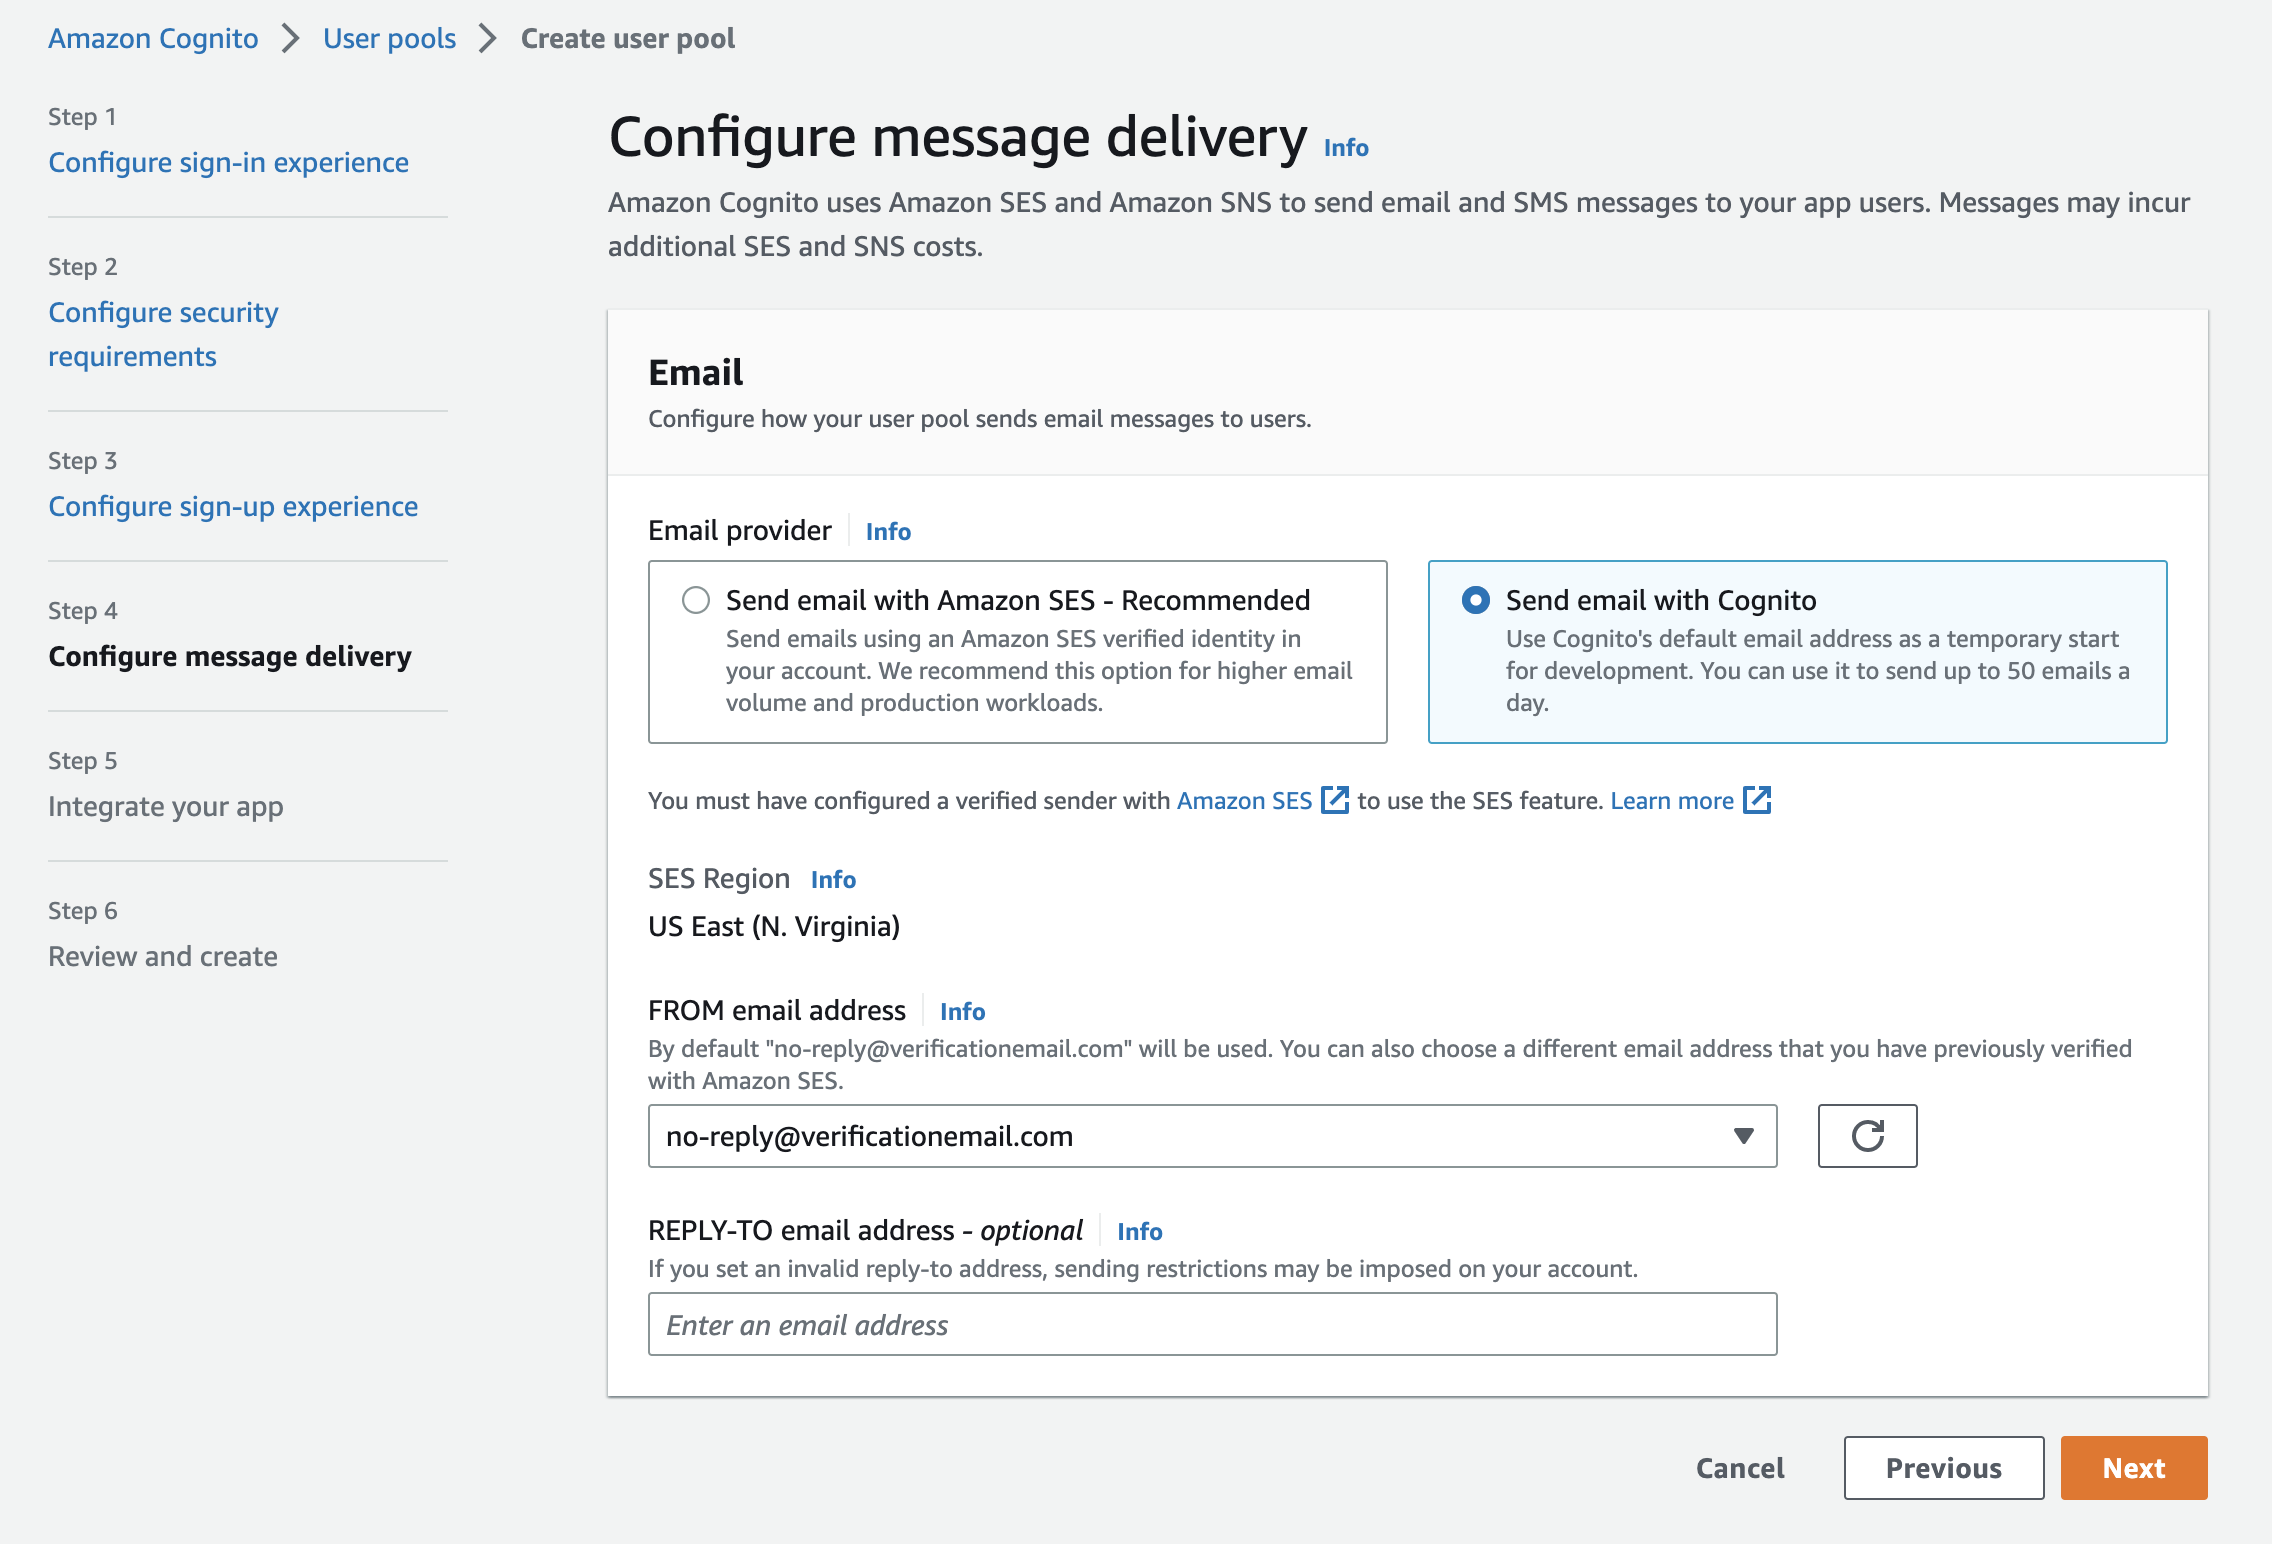 Amazon Cognito > User pools > Create user pool
Step 1
Configure sign-in experience
Step 2
Configure security
requirements
Step 3
Configure sign-up experience
Step 4
Configure message delivery
Step 5
Integrate your app
Step 6
Review and create
Configure message delivery Info
Amazon Cognito uses Amazon SES and Amazon SNS to send email and SMS messages to your app users. Messages may incur
additional SES and SNS costs.
Email
Configure how your user pool sends email messages to users.
Email provider Info
Send email with Amazon SES - Recommended
Send emails using an Amazon SES verified identity in
your account. We recommend this option for higher email
volume and production workloads.
Send email with Cognito
Use Cognito's default email address as a temporary start
for development. You can use it to send up to 50 emails a
day.
You must have configured a verified sender with Amazon SES to use the SES feature. Learn more
SES Region Info
US East (N. Virginia)
FROM email address Info
By default "no-reply@verificationemail.com" will be used. You can also choose a different email address that you have previously verified
with Amazon SES.
no-reply@verificationemail.com
REPLY-TO email address - optional Info
If you set an invalid reply-to address, sending restrictions may be imposed on your account.
Enter an email address
Cancel Previous Next